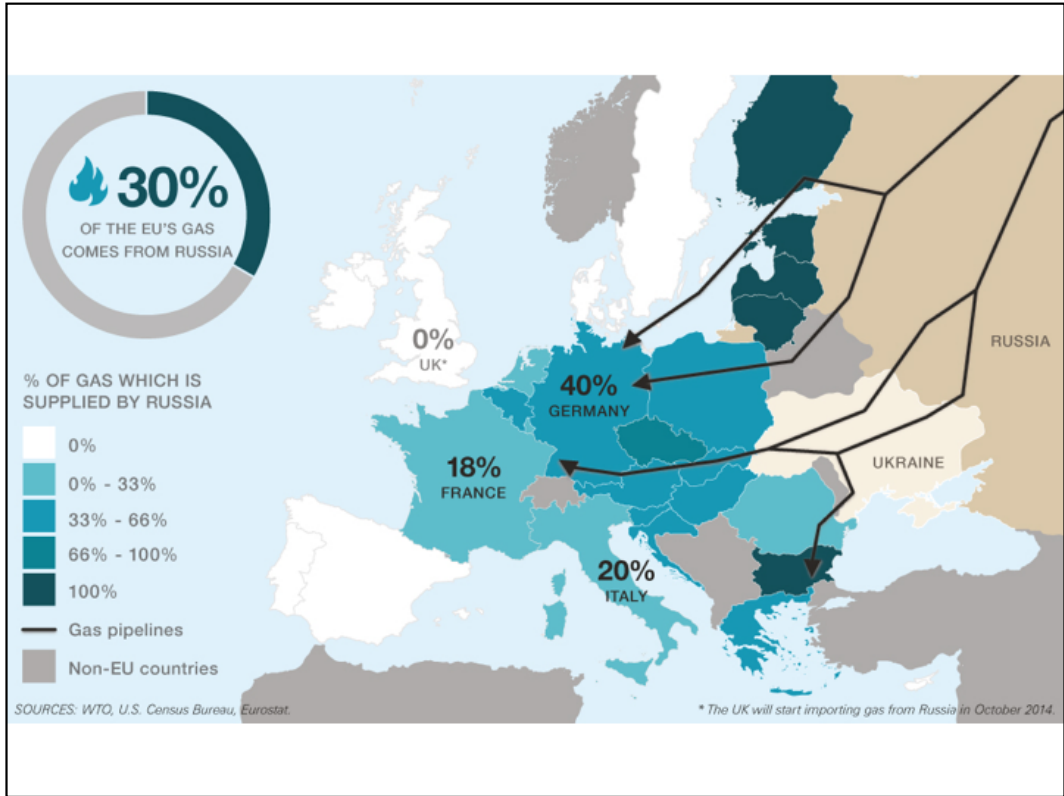 30%
OF THE EU'S GAS
COMES FROM RUSSIA
0%
UK*
% OF GAS WHICH IS
SUPPLIED BY RUSSIA
0%
0% - 33%
33% - 66%
66% - 100%
100%
Gas pipelines
Non-EU countries
40%
GERMANY
18%
FRANCE
20%
ITALY
RUSSIA
UKRAINE
SOURCES: WTO, U.S. Census Bureau, Eurostat.
* The UK will start importing gas from Russia in October 2014.